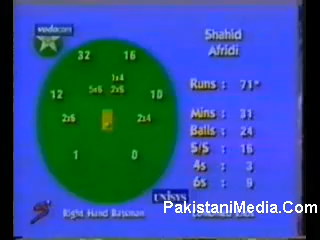 vodacom
Shahid
Afridi
32 16
1x4
5x6 2x6
Runs : 71*
12 10
2x6 2x4
Mins : 31
Balls : 24
S/S : 16
1 0
4s : 3
6s : 9
UNISYS
PakistaniMedia.Com
Right Hand Batsman